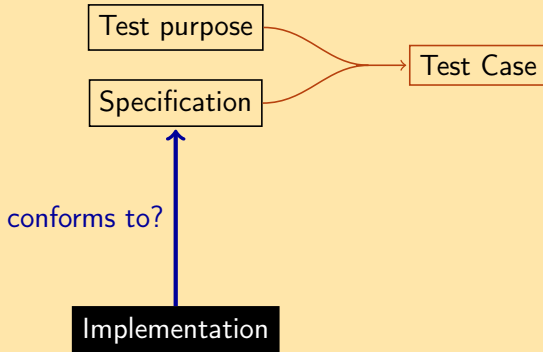 Test purpose
Test Case
Specification
conforms to?
Implementation